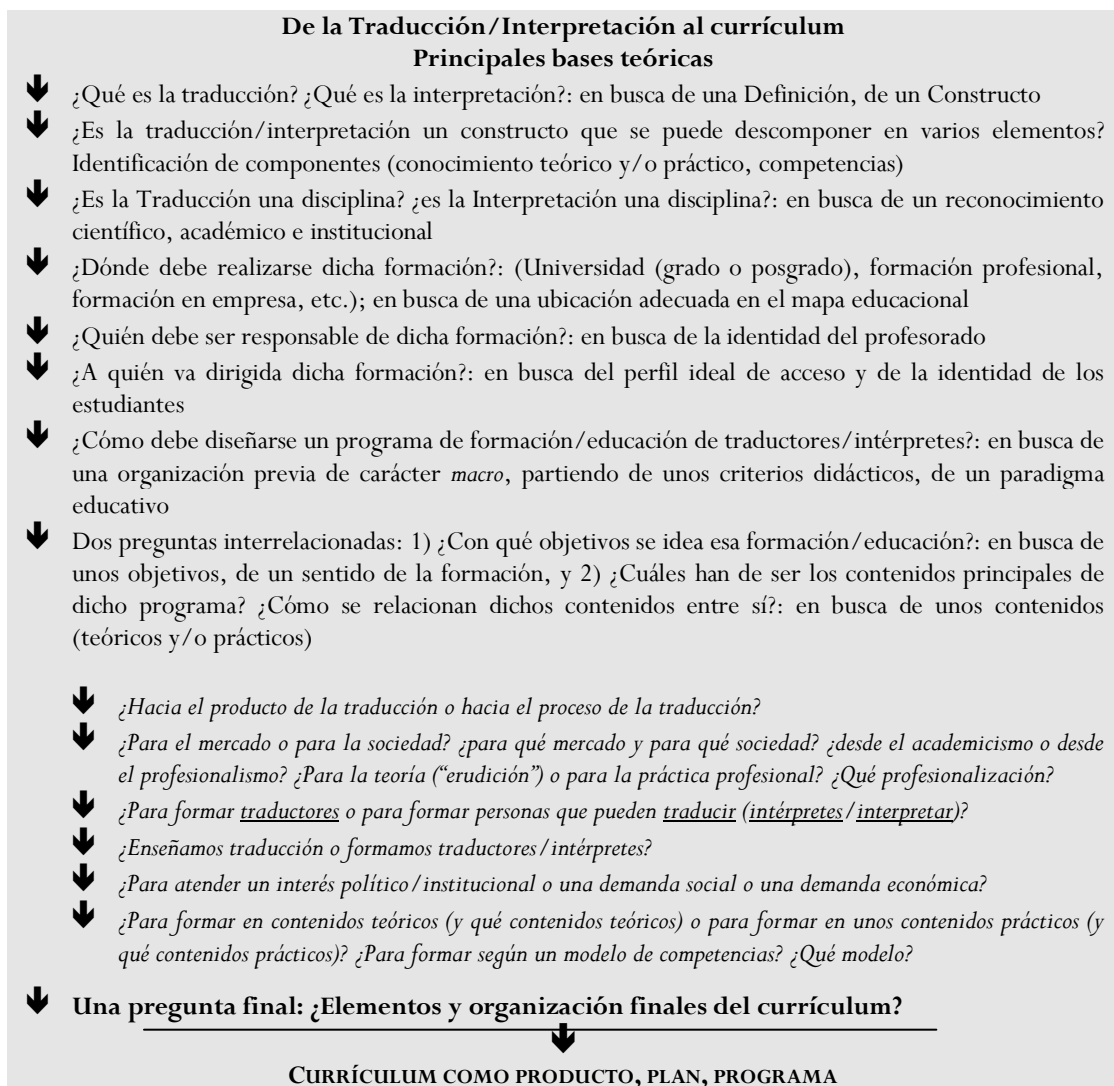 De la Traducción/Interpretación al currículum
Principales bases teóricas
¿Qué es la traducción? ¿Qué es la interpretación?: en busca de una Definición, de un Constructo
¿Es la traducción/interpretación un constructo que se puede descomponer en varios elementos?
Identificación de componentes (conocimiento teórico y/o práctico, competencias)
¿Es la Traducción una disciplina? ¿es la Interpretación una disciplina?: en busca de un reconocimiento
científico, académico e institucional
¿Dónde debe realizarse dicha formación?: (Universidad (grado o posgrado), formación profesional,
formación en empresa, etc.); en busca de una ubicación adecuada en el mapa educacional
¿Quién debe ser responsable de dicha formación?: en busca de la identidad del profesorado
¿A quién va dirigida dicha formación?: en busca del perfil ideal de acceso y de la identidad de los
estudiantes
¿Cómo debe diseñarse un programa de formación/educación de traductores/intérpretes?: en busca de
una organización previa de carácter macro, partiendo de unos criterios didácticos, de un paradigma
educativo
Dos preguntas interrelacionadas: 1) ¿Con qué objetivos se idea esa formación/educación?: en busca de
unos objetivos, de un sentido de la formación, y 2) ¿Cuáles han de ser los contenidos principales de
dicho programa? ¿Cómo se relacionan dichos contenidos entre sí?: en busca de unos contenidos
(teóricos y/o prácticos)
¿Hacia el producto de la traducción o hacia el proceso de la traducción?
¿Para el mercado o para la sociedad? ¿para qué mercado y para qué sociedad? ¿desde el academicismo o desde
el profesionalismo? ¿Para la teoría (“erudición”) o para la práctica profesional? ¿Qué profesionalización?
¿Para formar traductores o para formar personas que pueden traducir (intérpretes/interpretar)?
¿Enseñamos traducción o formamos traductores/intérpretes?
¿Para atender un interés político/institucional o una demanda social o una demanda económica?
¿Para formar en contenidos teóricos (y qué contenidos teóricos) o para formar en unos contenidos prácticos (y
qué contenidos prácticos)? ¿Para formar según un modelo de competencias? ¿Qué modelo?
Una pregunta final: ¿Elementos y organización finales del currículum?
CURRÍCULUM COMO PRODUCTO, PLAN, PROGRAMA